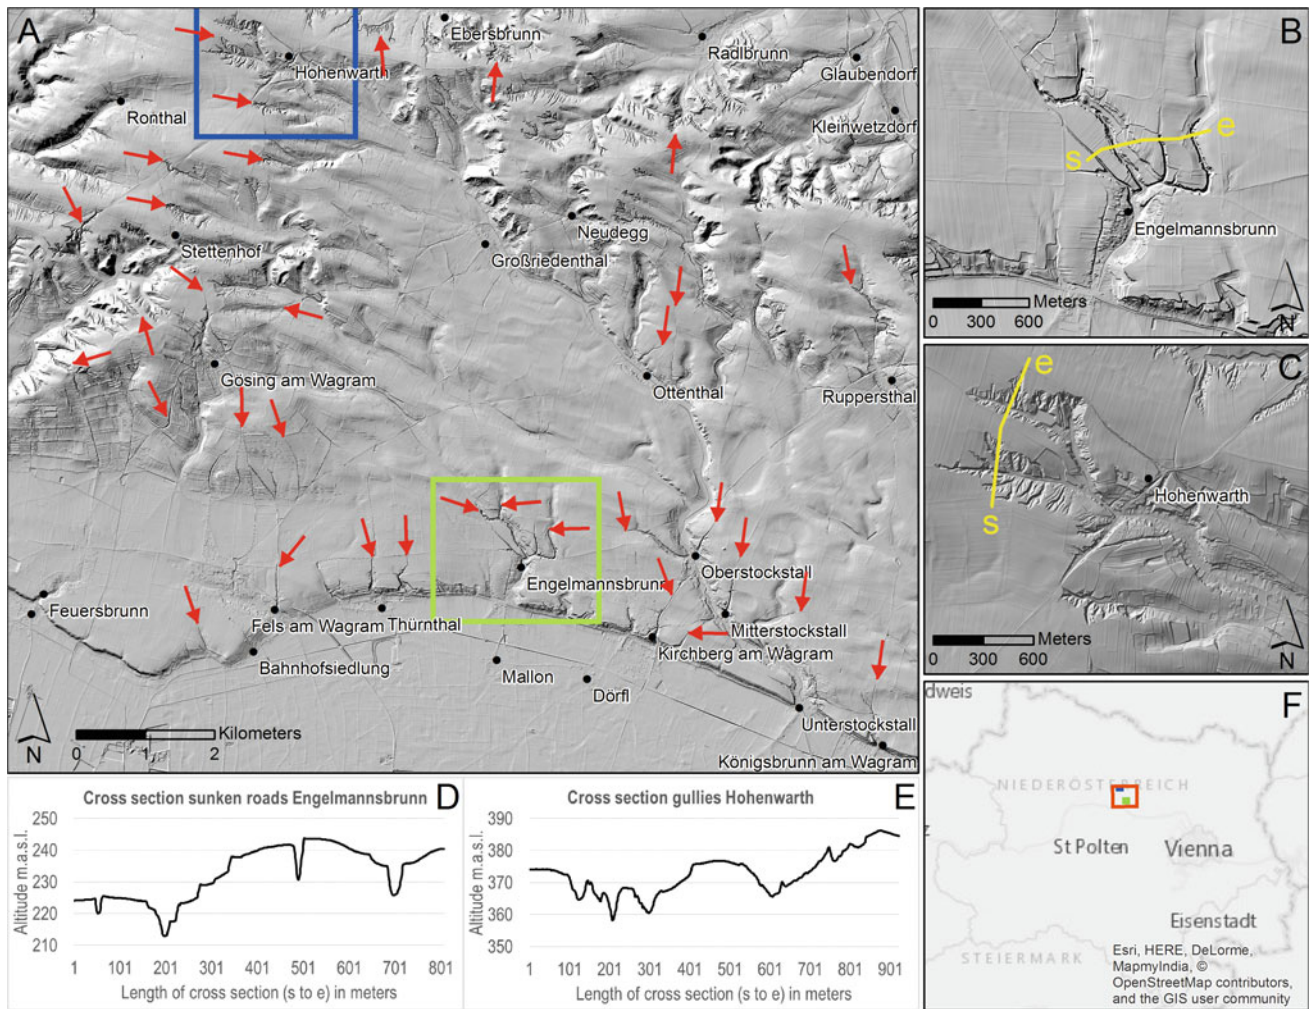 A
Ebersbrunn
Radlbrunn
Hohenwarth
Glaubendorf
Ronthal
Kleinwetzdorf
Neudegg
Stettenhof
Großriedenthal
Gösing am Wagram
Ottenthal
Ruppersthal
Oberstockstall
Engelmannsbrunn
Feuersbrunn
Fels am Wagram
Thürnthal
Mitterstockstall
Kirchberg am Wagram
Bahnhofsiedlung
Mallon
Dörfl
Unterstockstall
Königsbrunn am Wagram
N
Kilometers
0 1 2
B
e
s
Engelmannsbrunn
Meters
0 300 600
N
C
e
Hohenwarth
s
Meters
0 300 600
N
Cross section sunken roads Engelmannsbrunn
D
Altitude m.a.s.l.
250
240
230
220
210
1 101 201 301 401 501 601 701 801
Length of cross section (s to e) in meters
Cross section gullies Hohenwarth
E
Altitude m.a.s.l.
390
380
370
360
350
1 101 201 301 401 501 601 701 801 901
Length of cross section (s to e) in meters
dweis
F
NIEDERÖSTERREICH
St Polten
Vienna
Eisenstadt
STEIERMARK
Esri, HERE, DeLorme,
MapmyIndia, ©
OpenStreetMap contributors,
and the GIS user community